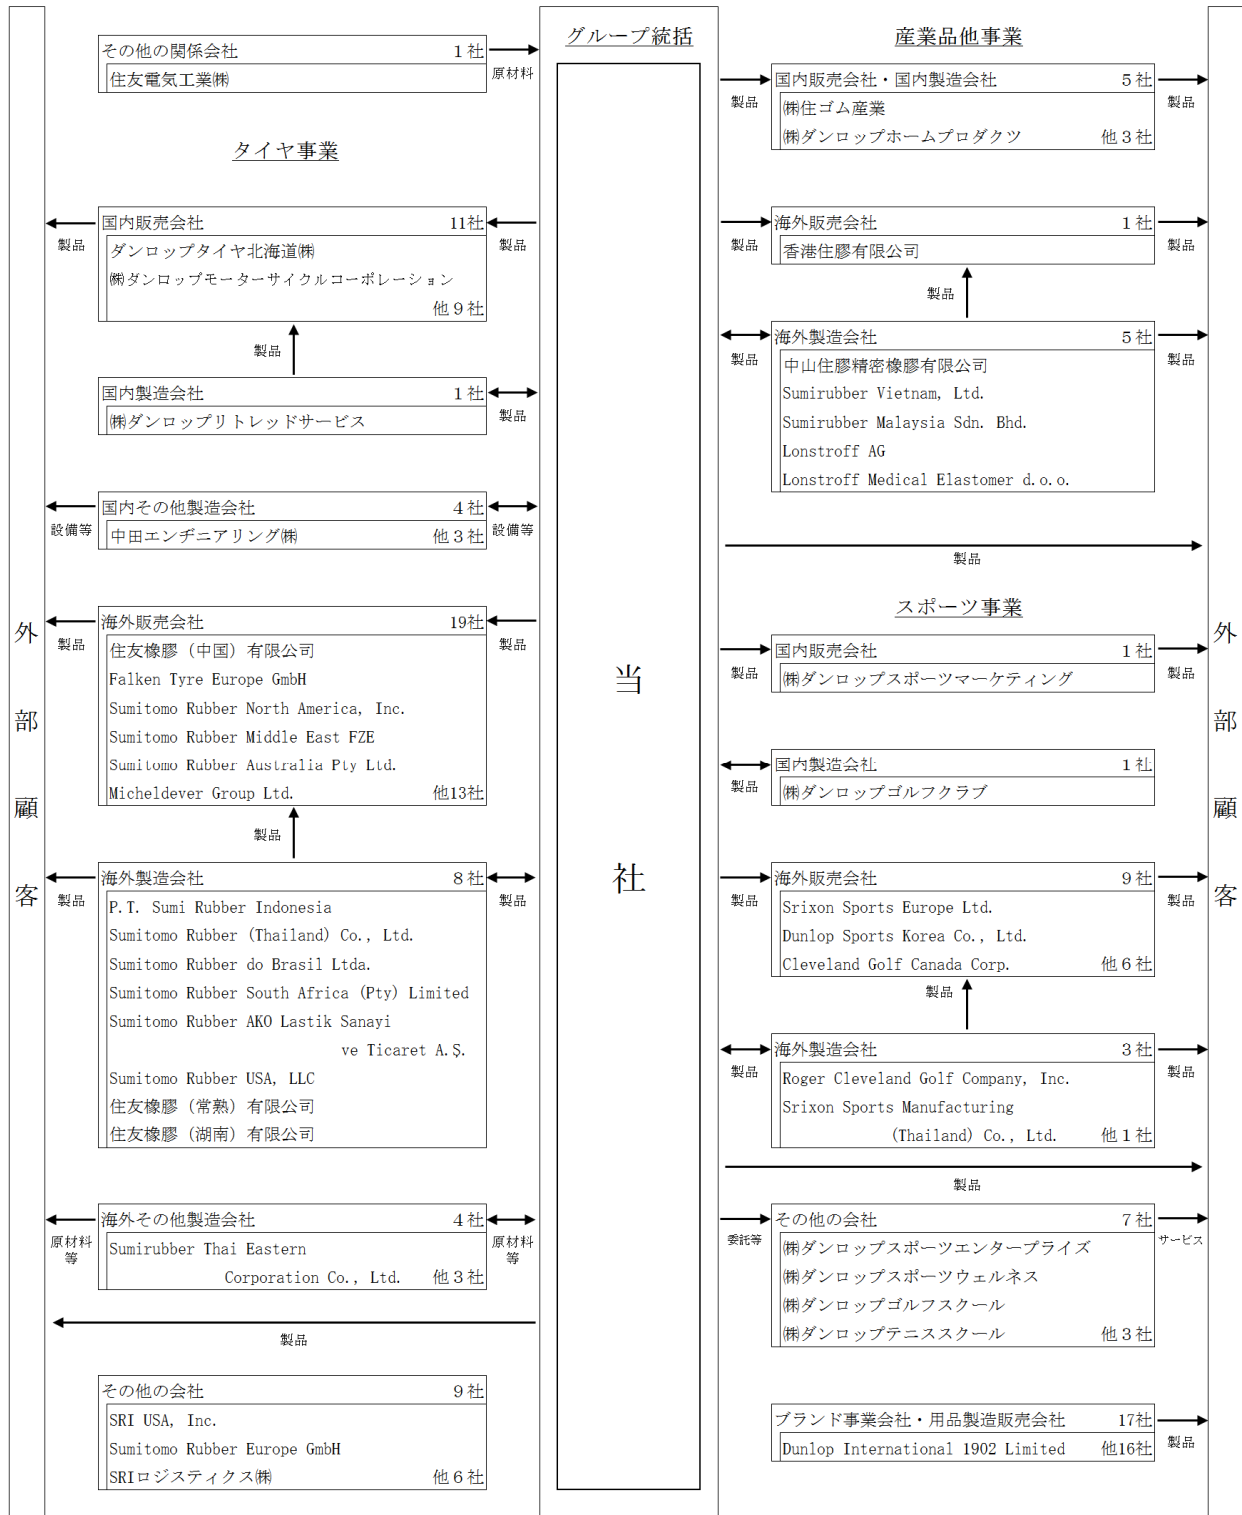 外部顧客
その他の関係会社 1社
住友電気工業㈱
原材料
タイヤ事業
国内販売会社 11社
ダンロップタイヤ北海道㈱
㈱ダンロップモーターサイクルコーポレーション
他9社
製品
製品
製品
国内製造会社 1社
㈱ダンロップリトレッドサービス
製品
国内その他製造会社 4社
中田エンヂニアリング㈱ 他3社
設備等
設備等
海外販売会社 19社
住友橡膠（中国）有限公司
Falken Tyre Europe GmbH
Sumitomo Rubber North America, Inc.
Sumitomo Rubber Middle East FZE
Sumitomo Rubber Australia Pty Ltd.
Micheldever Group Ltd. 他13社
製品
製品
製品
海外製造会社 8社
P.T. Sumi Rubber Indonesia
Sumitomo Rubber (Thailand) Co., Ltd.
Sumitomo Rubber do Brasil Ltda.
Sumitomo Rubber South Africa (Pty) Limited
Sumitomo Rubber AKO Lastik Sanayi
ve Ticaret A.Ş.
Sumitomo Rubber USA, LLC
住友橡膠（常熟）有限公司
住友橡膠（湖南）有限公司
製品
製品
海外その他製造会社 4社
Sumirubber Thai Eastern
Corporation Co., Ltd. 他3社
原材料
等
原材料
等
製品
その他の会社 9社
SRI USA, Inc.
Sumitomo Rubber Europe GmbH
SRIロジスティクス㈱ 他6社
グループ統括
当社
産業品他事業
国内販売会社・国内製造会社 5社
㈱住ゴム産業
㈱ダンロップホームプロダクツ 他3社
製品
製品
海外販売会社 1社
香港住膠有限公司
製品
製品
製品
海外製造会社 5社
中山住膠精密橡膠有限公司
Sumirubber Vietnam, Ltd.
Sumirubber Malaysia Sdn. Bhd.
Lonstroff AG
Lonstroff Medical Elastomer d.o.o.
製品
製品
製品
スポーツ事業
国内販売会社 1社
㈱ダンロップスポーツマーケティング
製品
製品
国内製造会社 1社
㈱ダンロップゴルフクラブ
製品
海外販売会社 9社
Srixon Sports Europe Ltd.
Dunlop Sports Korea Co., Ltd.
Cleveland Golf Canada Corp. 他6社
製品
製品
製品
海外製造会社 3社
Roger Cleveland Golf Company, Inc.
Srixon Sports Manufacturing
(Thailand) Co., Ltd. 他1社
製品
製品
製品
その他の会社 7社
㈱ダンロップスポーツエンタープライズ
㈱ダンロップスポーツウェルネス
㈱ダンロップゴルフスクール
㈱ダンロップテニススクール 他3社
委託等
サービス
ブランド事業会社・用品製造販売会社 17社
Dunlop International 1902 Limited 他16社
製品
外部顧客